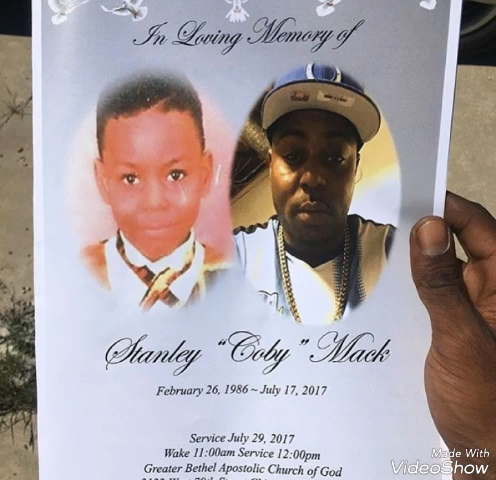 In Loving Memory of
Stanley "Coby" Mack
February 26, 1986 ~ July 17, 2017
Service July 29, 2017
Wake 11:00am Service 12:00pm
Greater Bethel Apostolic Church of God
Made With
VideoShow